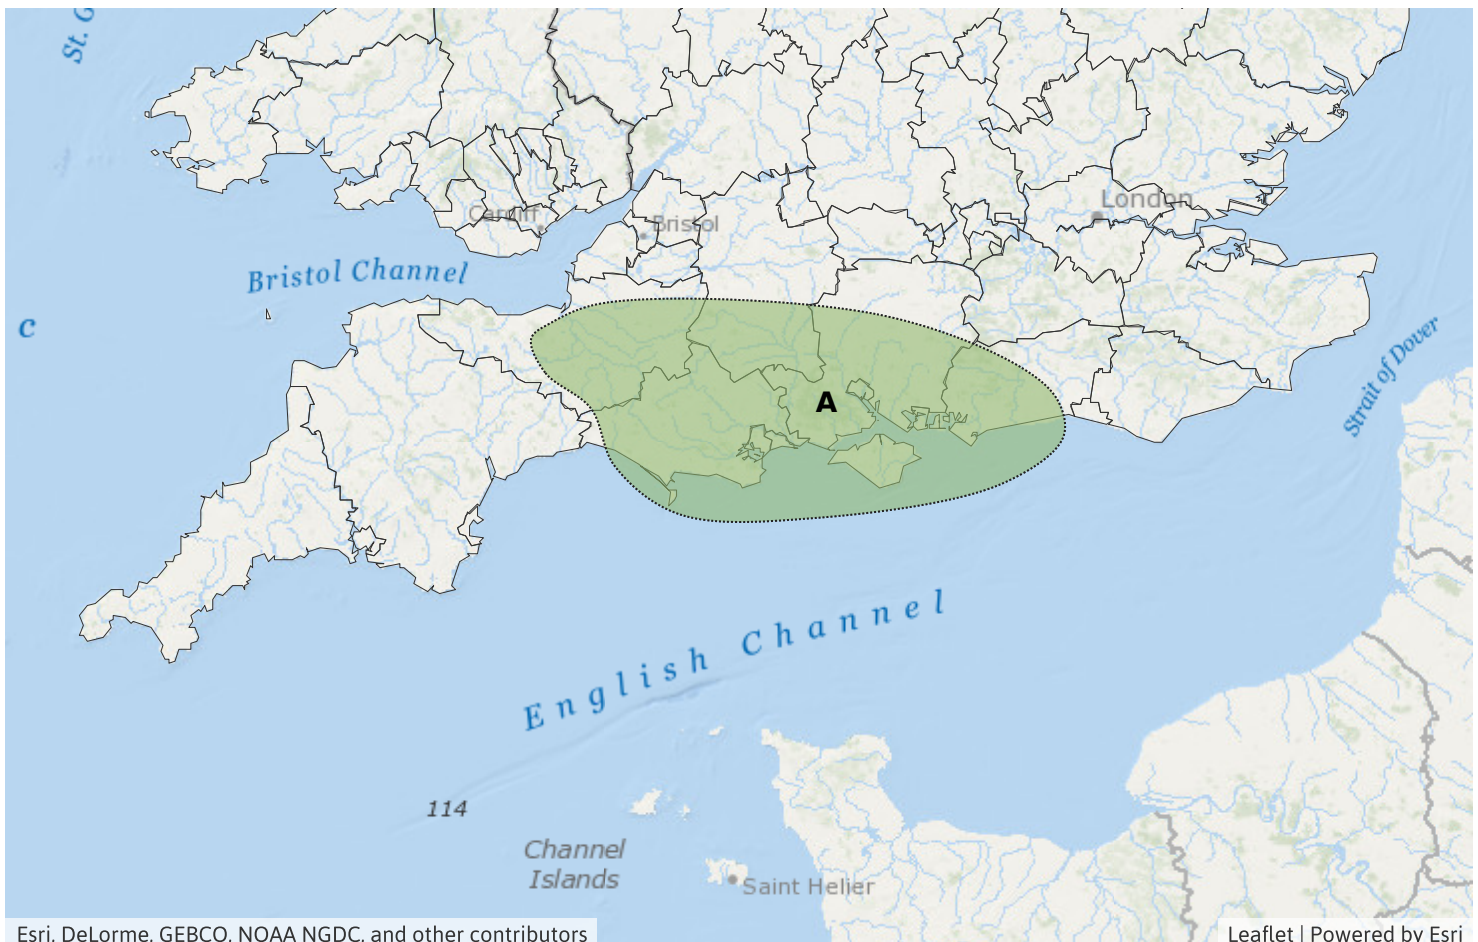 St. G
London
Cardiff
Bristol
Bristol Channel
C
Strait of Dover
A
English Channel
114
Channel
Islands
Saint Helier
Esri, DeLorme, GEBCO, NOAA NGDC, and other contributors
Leaflet | Powered by Esri